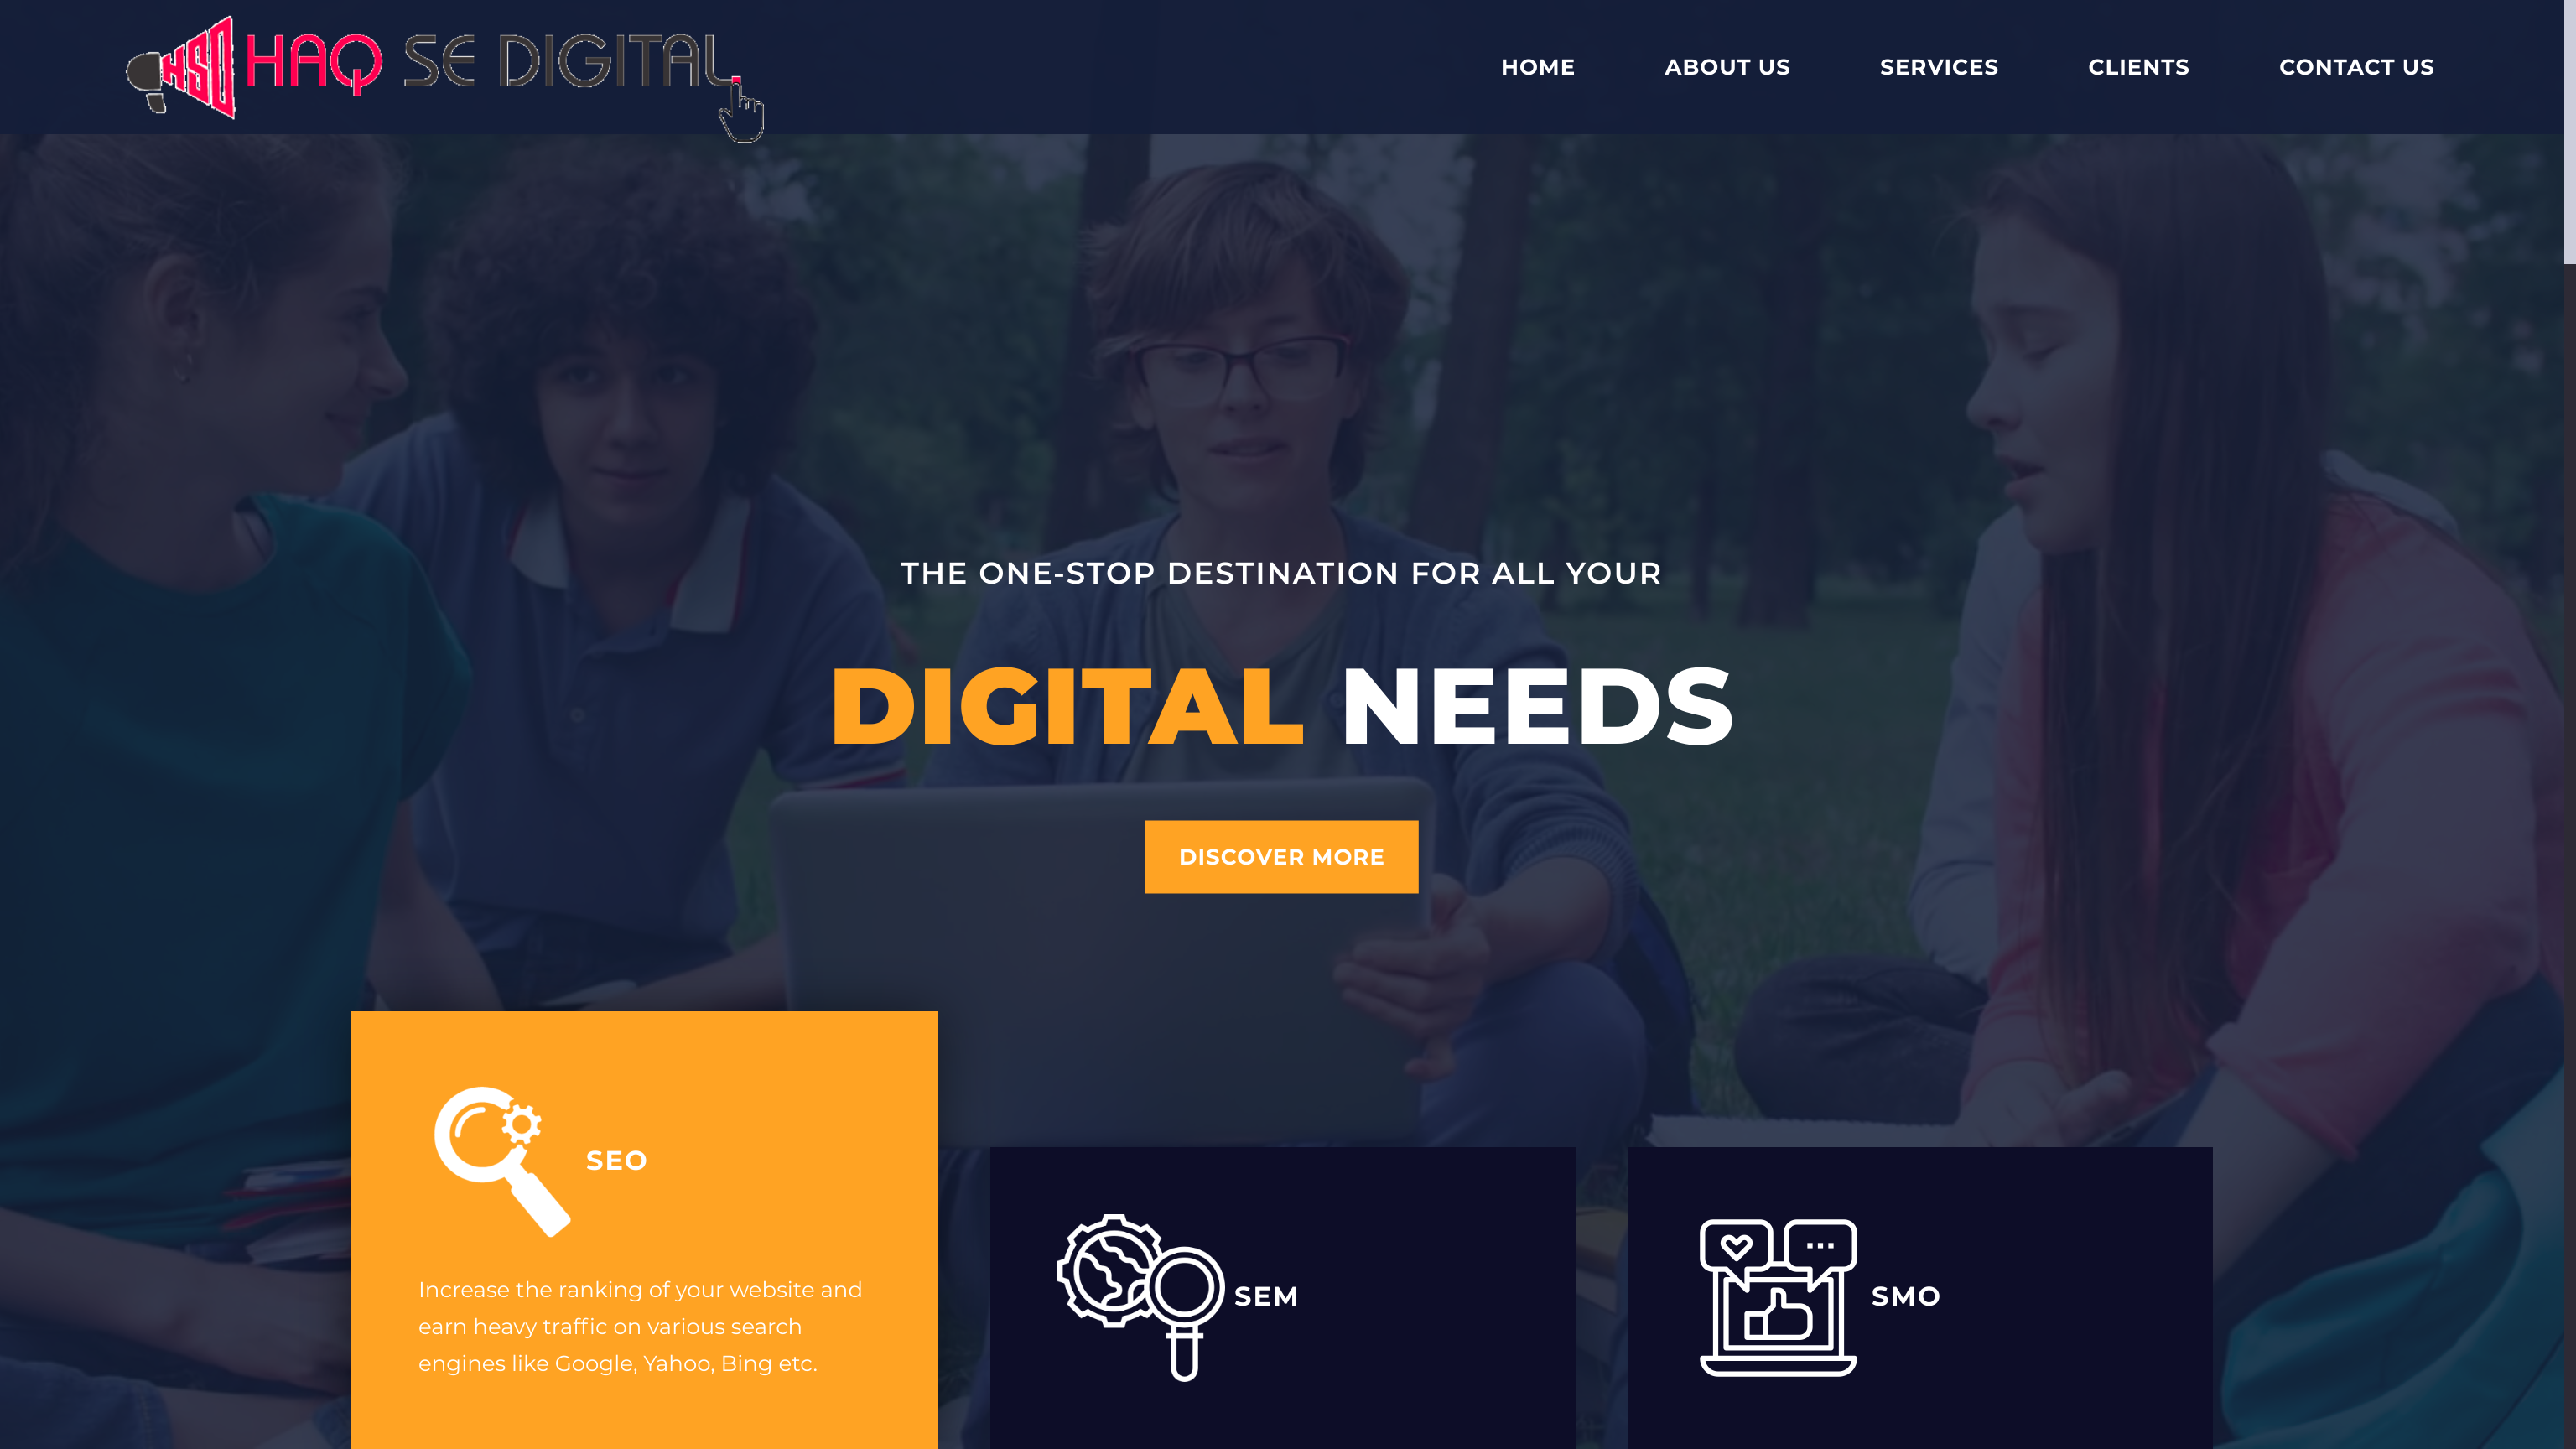 HSD HAQ SE DIGITAL
HOME ABOUT US SERVICES CLIENTS CONTACT US
THE ONE-STOP DESTINATION FOR ALL YOUR
DIGITAL NEEDS
DISCOVER MORE
SEO
Increase the ranking of your website and
earn heavy traffic on various search
engines like Google, Yahoo, Bing etc.
SEM
SMO